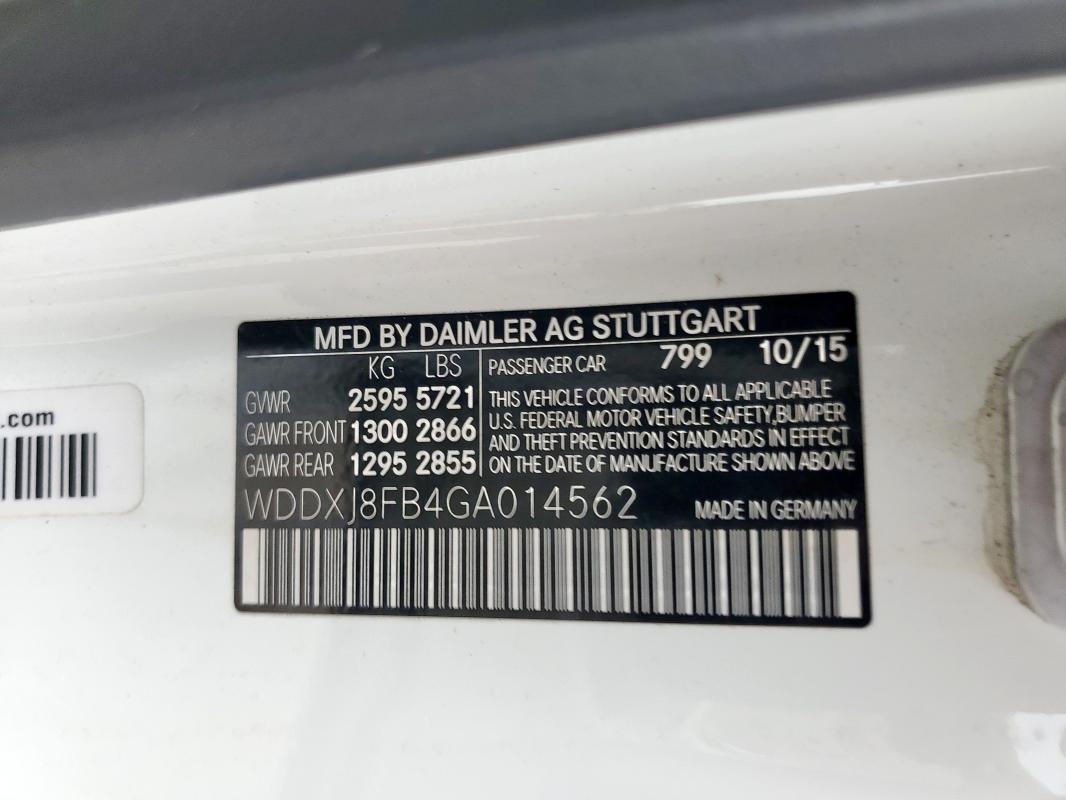 MFD BY DAIMLER AG STUTTGART
KG LBS
GVWR 2595 5721
GAWR FRONT 1300 2866
GAWR REAR 1295 2855
PASSENGER CAR 799 10/15
THIS VEHICLE CONFORMS TO ALL APPLICABLE
U.S. FEDERAL MOTOR VEHICLE SAFETY, BUMPER
AND THEFT PREVENTION STANDARDS IN EFFECT
ON THE DATE OF MANUFACTURE SHOWN ABOVE
WDDXJ8FB4GA014562 MADE IN GERMANY
.com